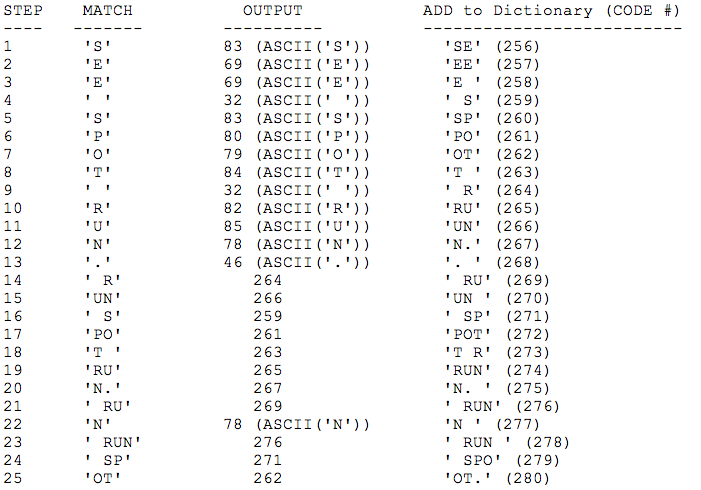 STEP MATCH OUTPUT ADD to Dictionary (CODE #)
---- ------- ---------- --------------------------
1 'S' 83 (ASCII('S')) 'SE' (256)
2 'E' 69 (ASCII('E')) 'EE' (257)
3 'E' 69 (ASCII('E')) 'E ' (258)
4 ' ' 32 (ASCII(' ')) ' S' (259)
5 'S' 83 (ASCII('S')) 'SP' (260)
6 'P' 80 (ASCII('P')) 'PO' (261)
7 'O' 79 (ASCII('O')) 'OT' (262)
8 'T' 84 (ASCII('T')) 'T ' (263)
9 ' ' 32 (ASCII(' ')) ' R' (264)
10 'R' 82 (ASCII('R')) 'RU' (265)
11 'U' 85 (ASCII('U')) 'UN' (266)
12 'N' 78 (ASCII('N')) 'N.' (267)
13 '.' 46 (ASCII('.')) '. ' (268)
14 ' R' 264 ' RU' (269)
15 'UN' 266 'UN ' (270)
16 ' S' 259 ' SP' (271)
17 'PO' 261 'POT' (272)
18 'T ' 263 'T R' (273)
19 'RU' 265 'RUN' (274)
20 'N.' 267 'N. ' (275)
21 ' RU' 269 ' RUN' (276)
22 'N' 78 (ASCII('N')) 'N ' (277)
23 ' RUN' 276 ' RUN ' (278)
24 ' SP' 271 ' SPO' (279)
25 'OT' 262 'OT.' (280)